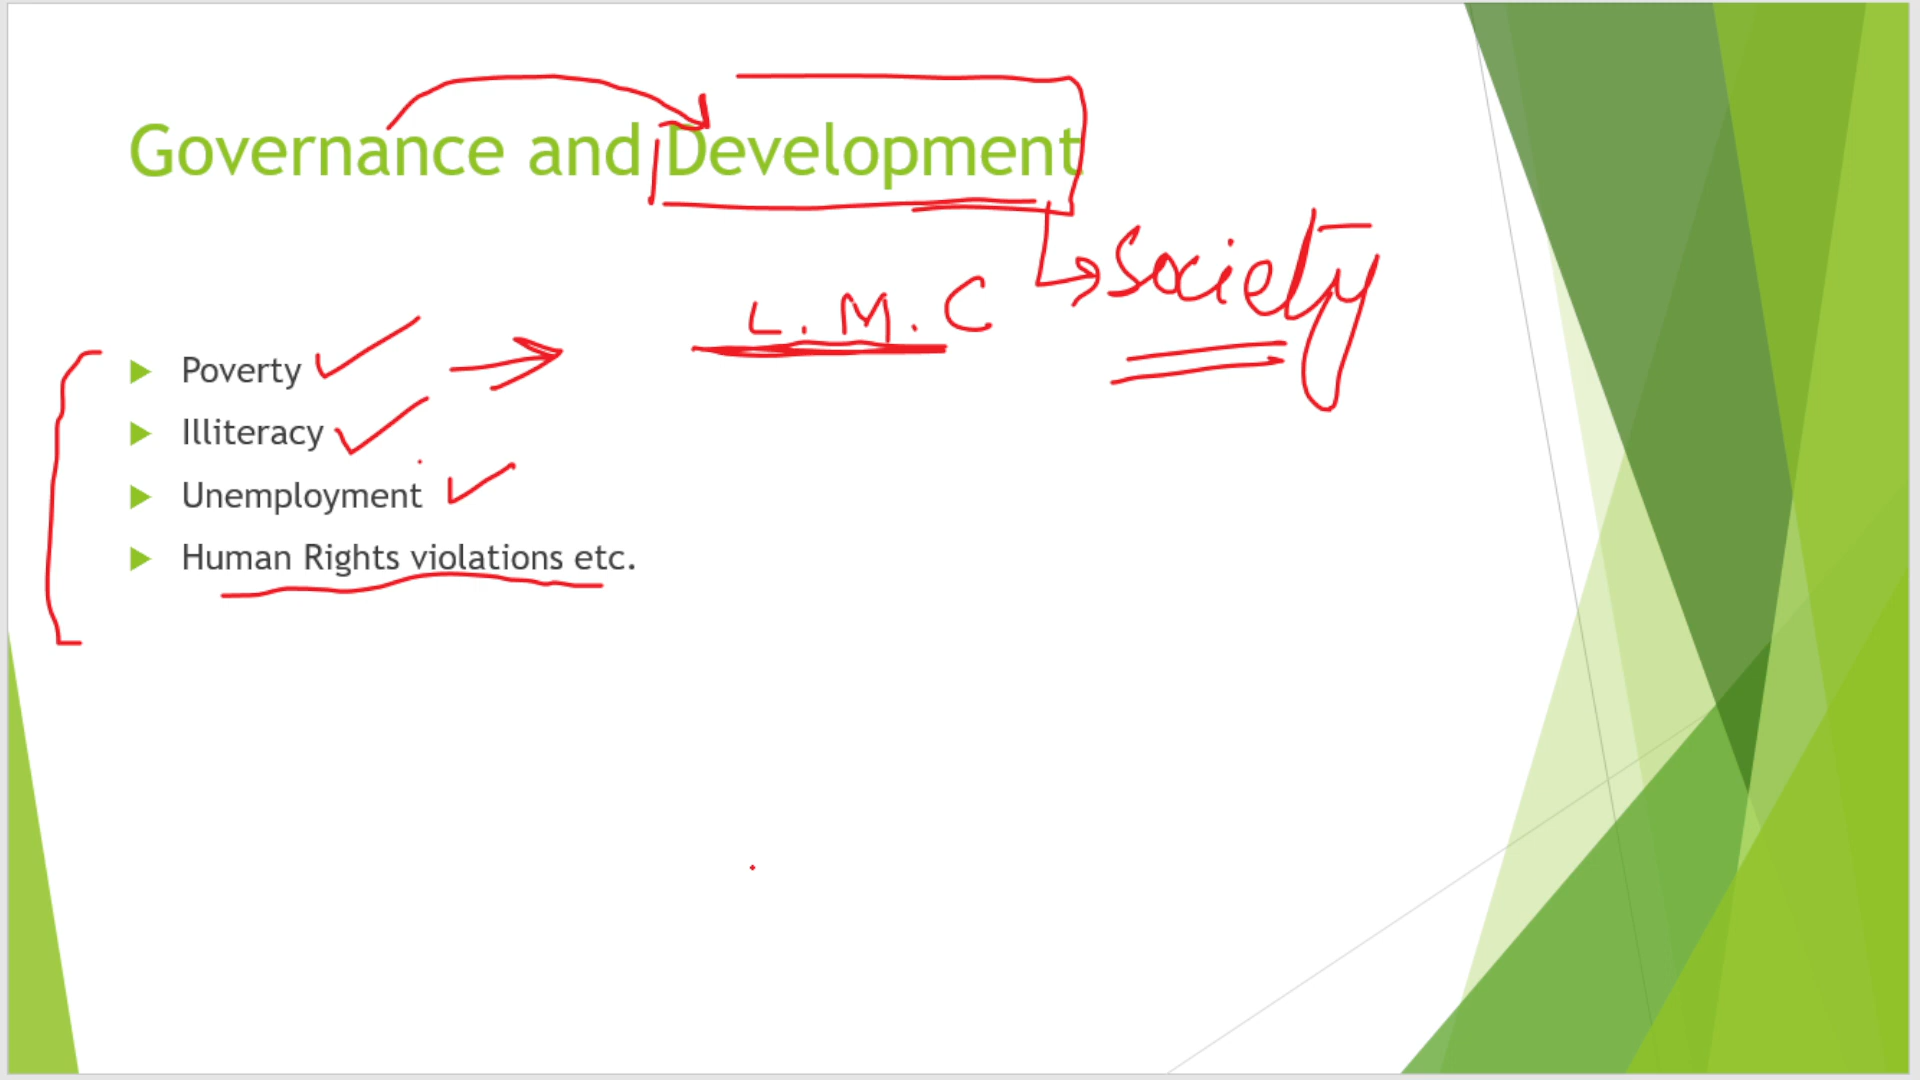 Governance and Development
Society
L.M.C
Poverty
Illiteracy
Unemployment
Human Rights violations etc.